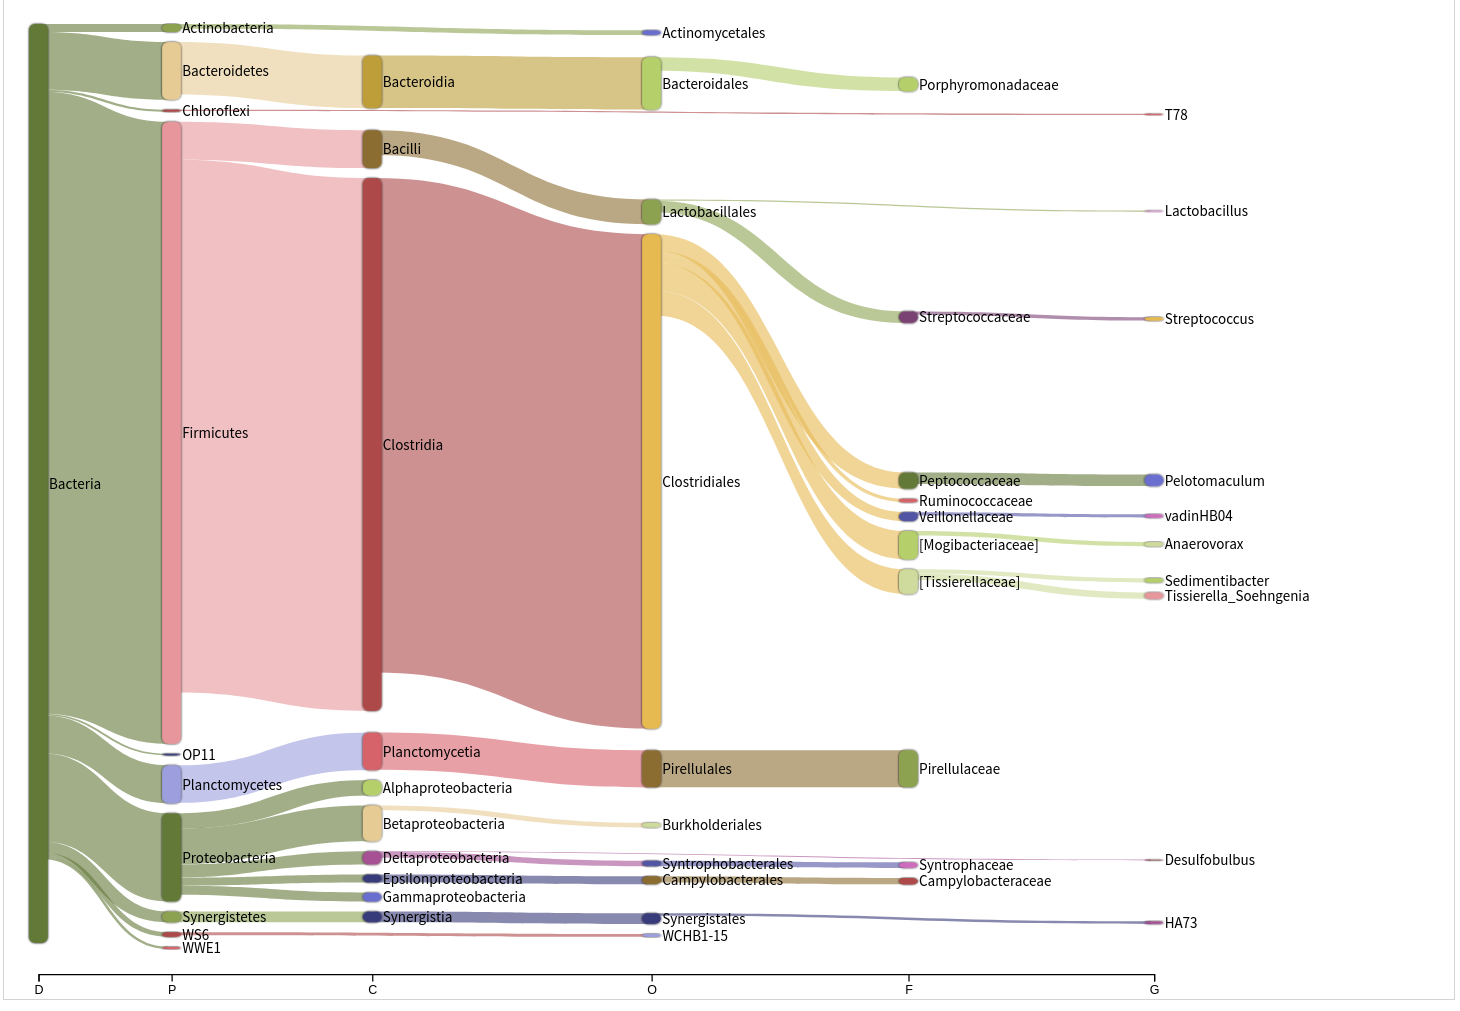 Actinobacteria
Actinomycetales
Bacteroidetes
Bacteroidia
Bacteroidales
Porphyromonadaceae
Chloroflexi
T78
Bacilli
Lactobacillales
Lactobacillus
Streptococcaceae
Streptococcus
Firmicutes
Clostridia
Bacteria
Clostridiales
Peptococcaceae
Pelotomaculum
Ruminococcaceae
Veillonellaceae
vadinHB04
[Mogibacteriaceae]
Anaerovorax
[Tissierellaceae]
Sedimentibacter
Tissierella_Soehngenia
OP11
Planctomycetia
Planctomycetes
Pirellulales
Pirellulaceae
Alphaproteobacteria
Betaproteobacteria
Burkholderiales
Proteobacteria
Deltaproteobacteria
Syntrophobacterales
Syntrophaceae
Desulfobulbus
Epsilonproteobacteria
Campylobacterales
Campylobacteraceae
Gammaproteobacteria
Synergistetes
Synergistia
Synergistales
HA73
WS6
WCHB1-15
WWE1
D P C O F G